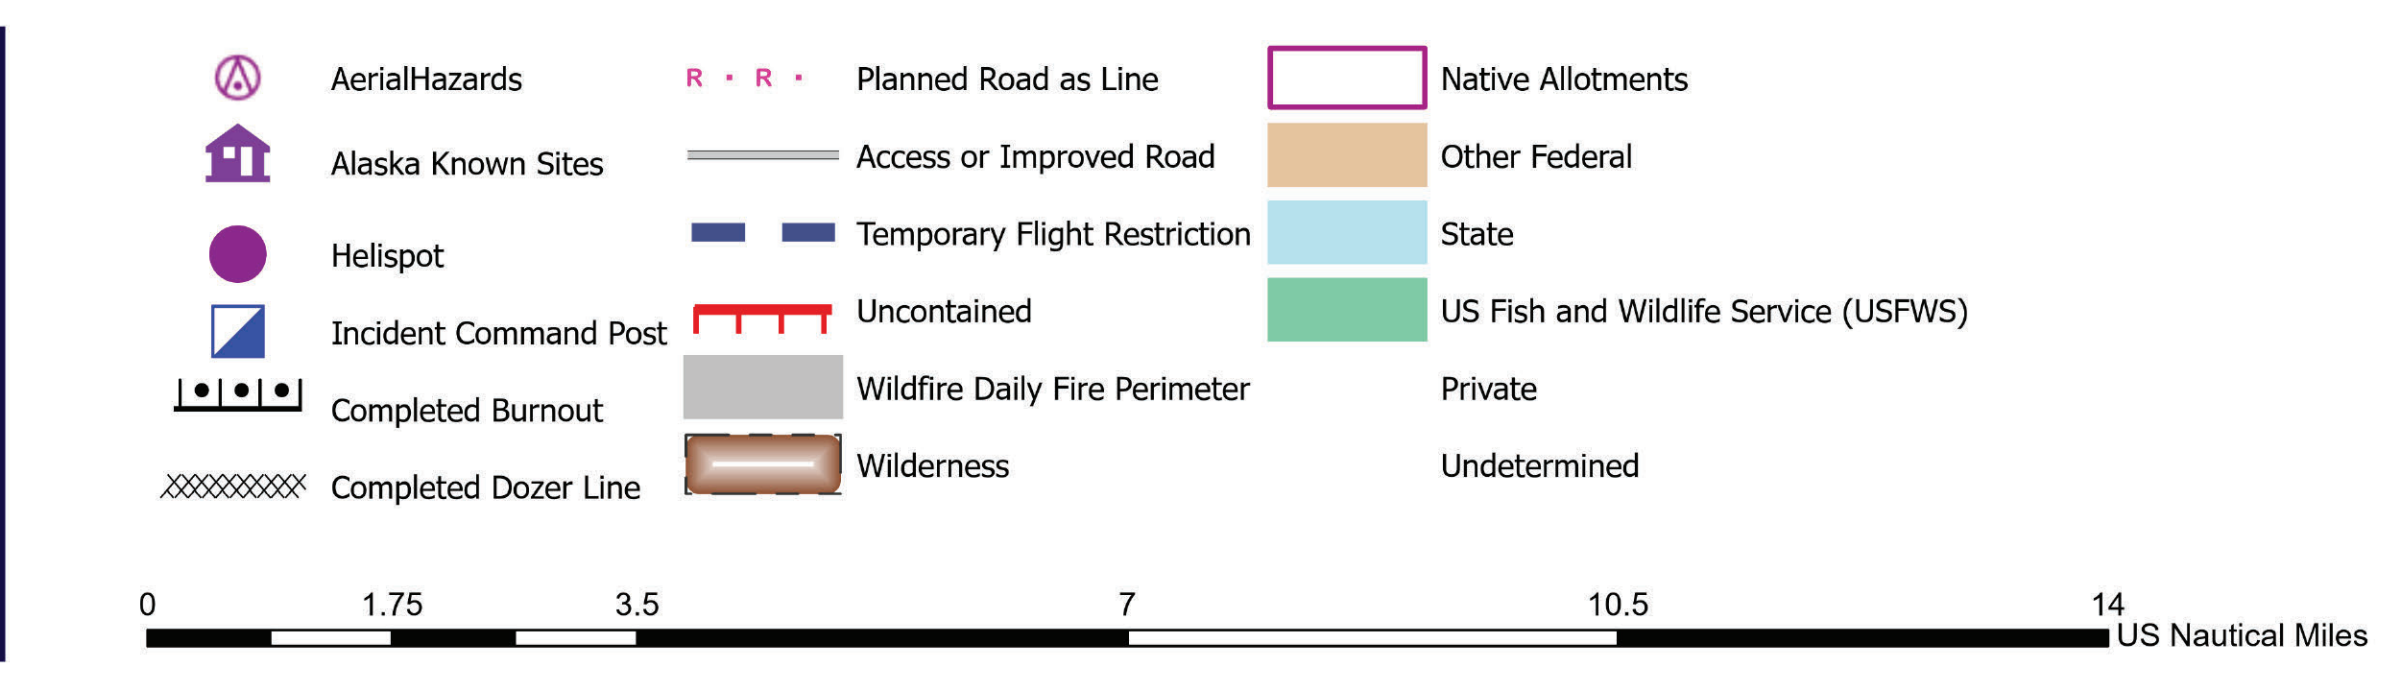 AerialHazards
Alaska Known Sites
Helispot
Incident Command Post
Completed Burnout
Completed Dozer Line
R · R · Planned Road as Line
Access or Improved Road
Temporary Flight Restriction
Uncontained
Wildfire Daily Fire Perimeter
Wilderness
Native Allotments
Other Federal
State
US Fish and Wildlife Service (USFWS)
Private
Undetermined
0 1.75 3.5 7 10.5 14
US Nautical Miles